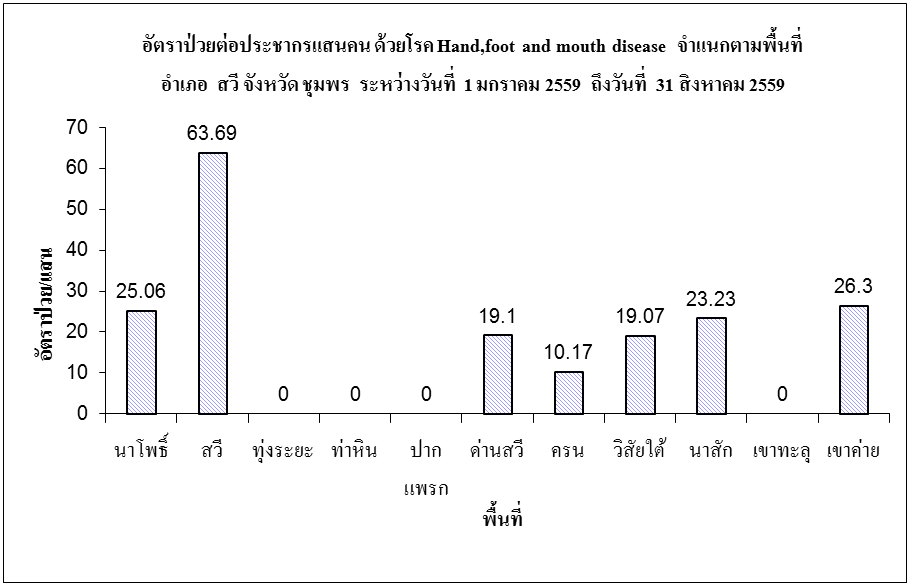 อัตราป่วยต่อประชากรแสนคน ด้วยโรค Hand,foot and mouth disease จำแนกตามพื้นที่
อำเภอ สวี จังหวัด ชุมพร ระหว่างวันที่ 1 มกราคม 2559 ถึงวันที่ 31 สิงหาคม 2559
อัตราป่วย/แสน
70
60
50
40
30
20
10
0
25.06
63.69
0
0
0
19.1
10.17
19.07
23.23
0
26.3
นาโพธิ์
สวี
ทุ่งระยะ
ท่าหิน
ปาก
แพรก
ด่านสวี
ครน
วิสัยใต้
นาสัก
เขาทะลุ
เขาค่าย
พื้นที่